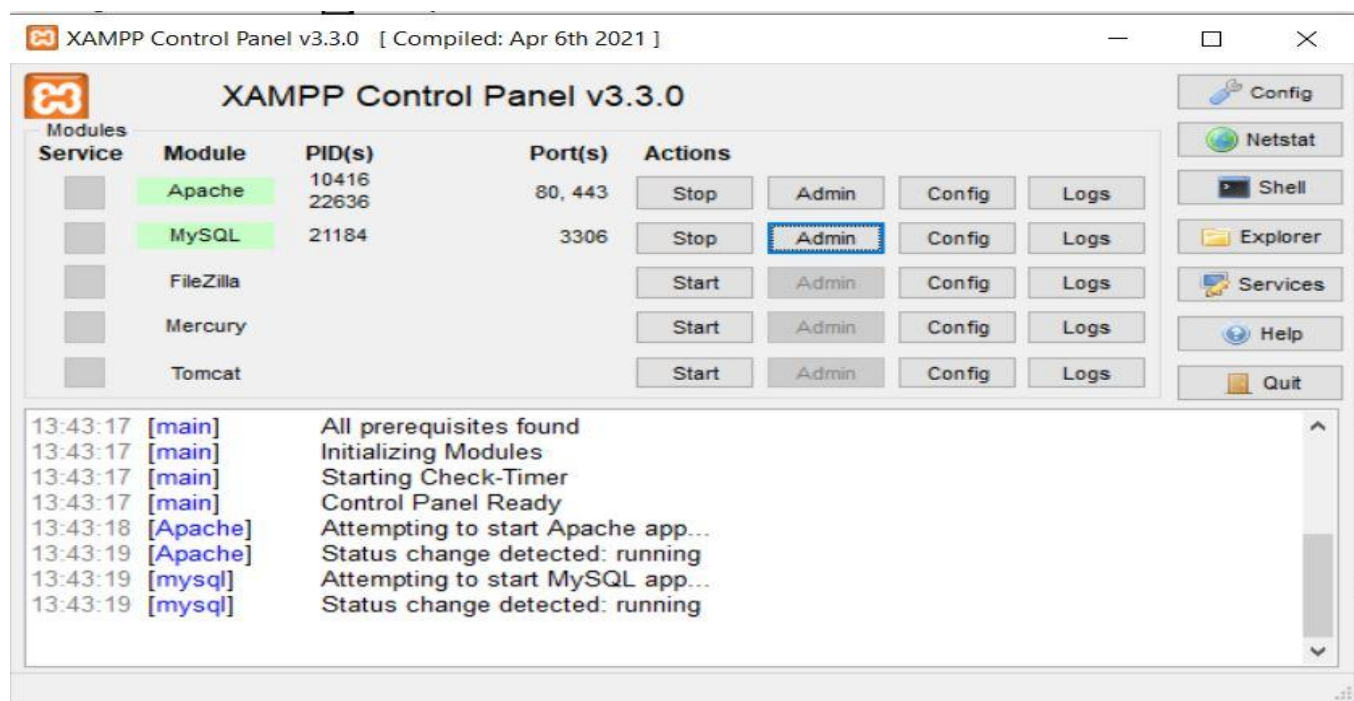 XAMPP Control Panel v3.3.0 [ Compiled: Apr 6th 2021 ]
XAMPP Control Panel v3.3.0
Config
Modules
Service Module PID(s) Port(s) Actions
Netstat
Apache 10416 22636 80, 443 Stop Admin Config Logs
Shell
MySQL 21184 3306 Stop Admin Config Logs
Explorer
FileZilla Start Admin Config Logs
Services
Mercury Start Admin Config Logs
Help
Tomcat Start Admin Config Logs
Quit
13:43:17 [main] All prerequisites found
13:43:17 [main] Initializing Modules
13:43:17 [main] Starting Check-Timer
13:43:17 [main] Control Panel Ready
13:43:18 [Apache] Attempting to start Apache app...
13:43:19 [Apache] Status change detected: running
13:43:19 [mysql] Attempting to start MySQL app...
13:43:19 [mysql] Status change detected: running